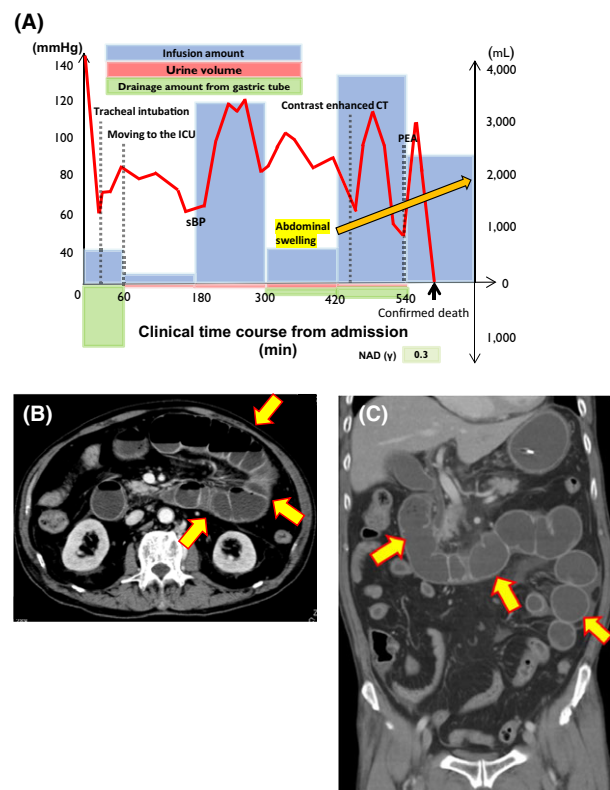 (A)
(mmHg)
(mL)
Infusion amount
Urine volume
Drainage amount from gastric tube
140
120
100
80
60
40
0
4,000
3,000
2,000
1,000
0
1,000
Tracheal intubation
Moving to the ICU
Contrast enhanced CT
PEA
sBP
Abdominal
swelling
60
180
300
420
540
Confirmed death
Clinical time course from admission
(min)
NAD (γ)
0.3
(B)
(C)